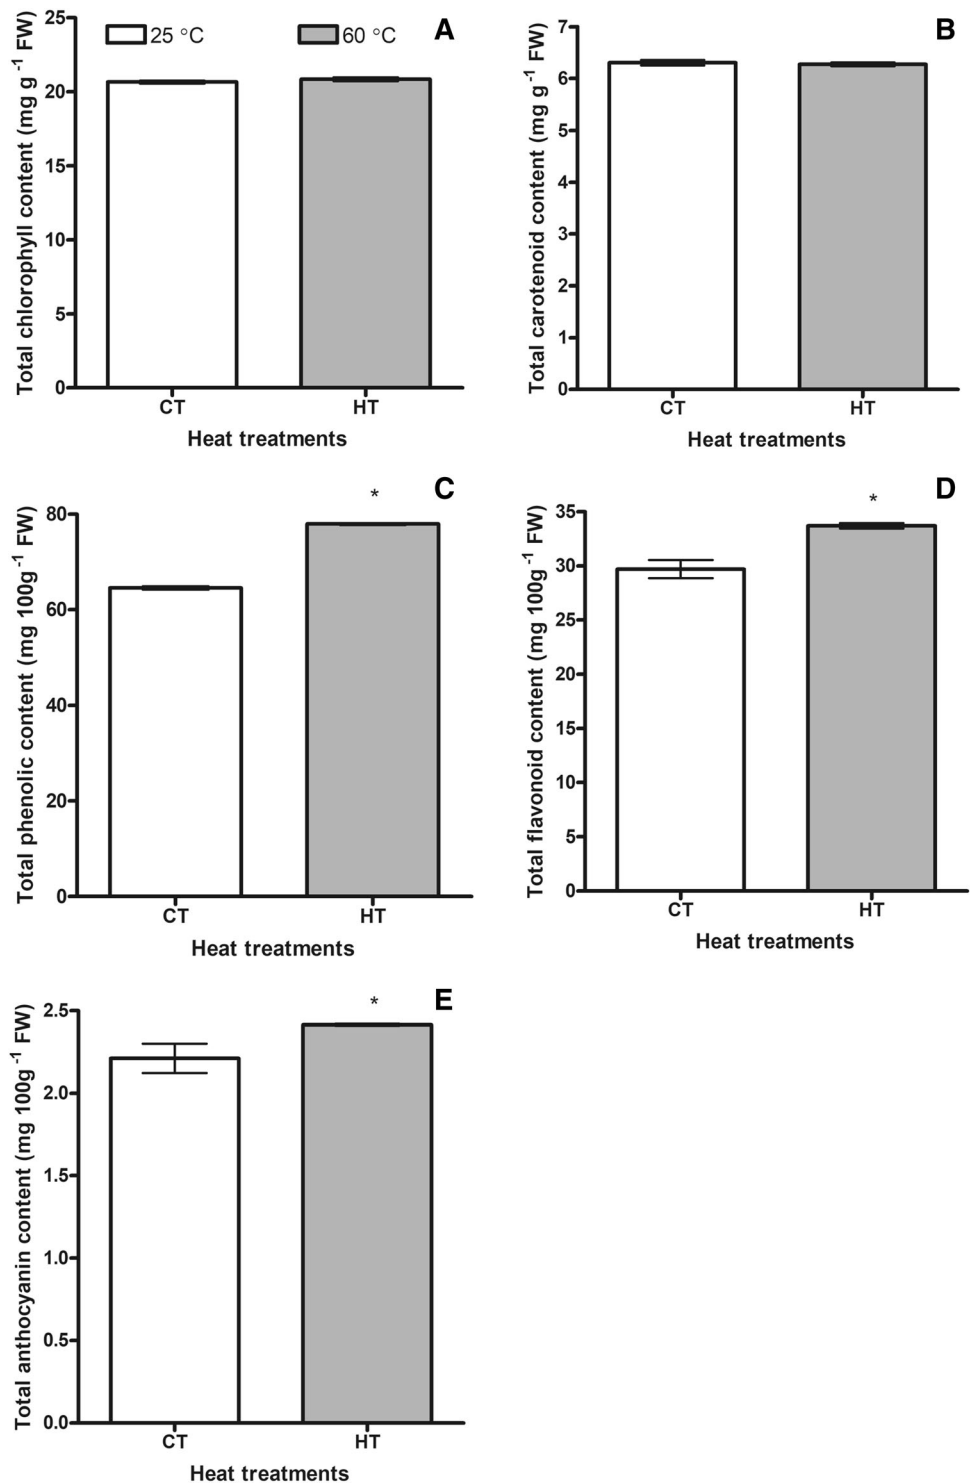 A
25 °C
60 °C
Total chlorophyll content (mg g⁻¹ FW)
25
20
15
10
5
0
CT
HT
Heat treatments
B
Total carotenoid content (mg g⁻¹ FW)
7
6
5
4
3
2
1
0
CT
HT
Heat treatments
C
*
Total phenolic content (mg 100g⁻¹ FW)
80
60
40
20
0
CT
HT
Heat treatments
D
*
Total flavonoid content (mg 100g⁻¹ FW)
35
30
25
20
15
10
5
0
CT
HT
Heat treatments
E
*
Total anthocyanin content (mg 100g⁻¹ FW)
2.5
2.0
1.5
1.0
0.5
0.0
CT
HT
Heat treatments